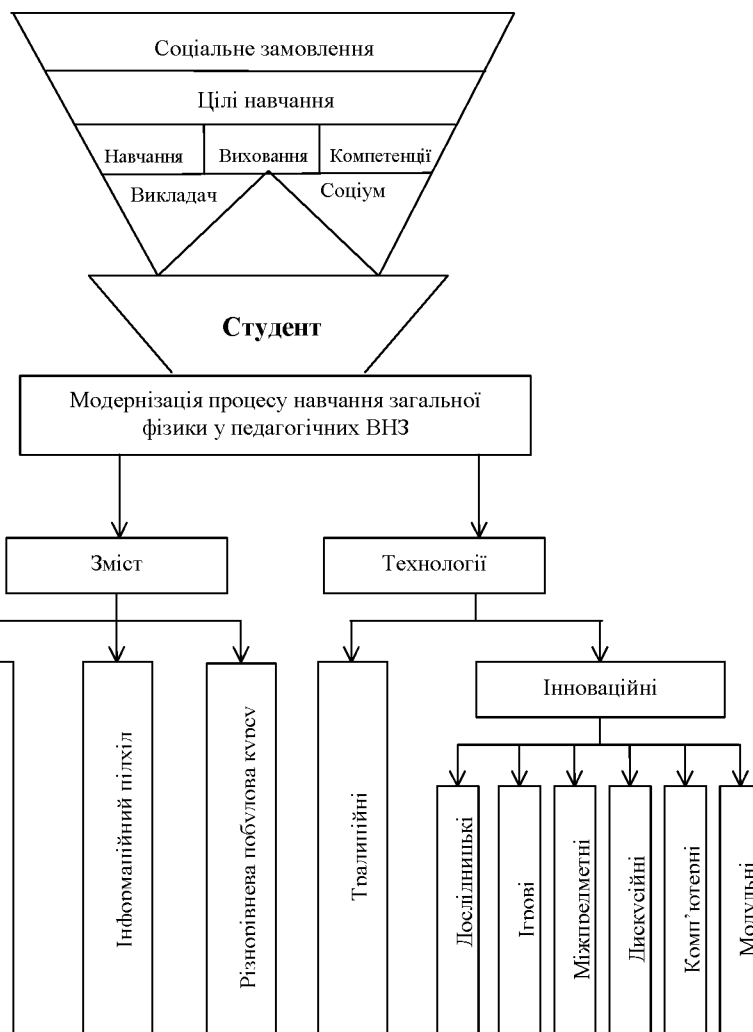 Соціальне замовлення
Цілі навчання
Навчання
Виховання
Компетенції
Викладач
Соціум
Студент
Модернізація процесу навчання загальної
фізики у педагогічних ВНЗ
Зміст
Технології
Інноваційні
Інформаційний підхід
Різнорівнева побудова курсу
Традиційні
Дослідницькі
Ігрові
Міжпредметні
Дискусійні
Комп’ютерні
Модульні